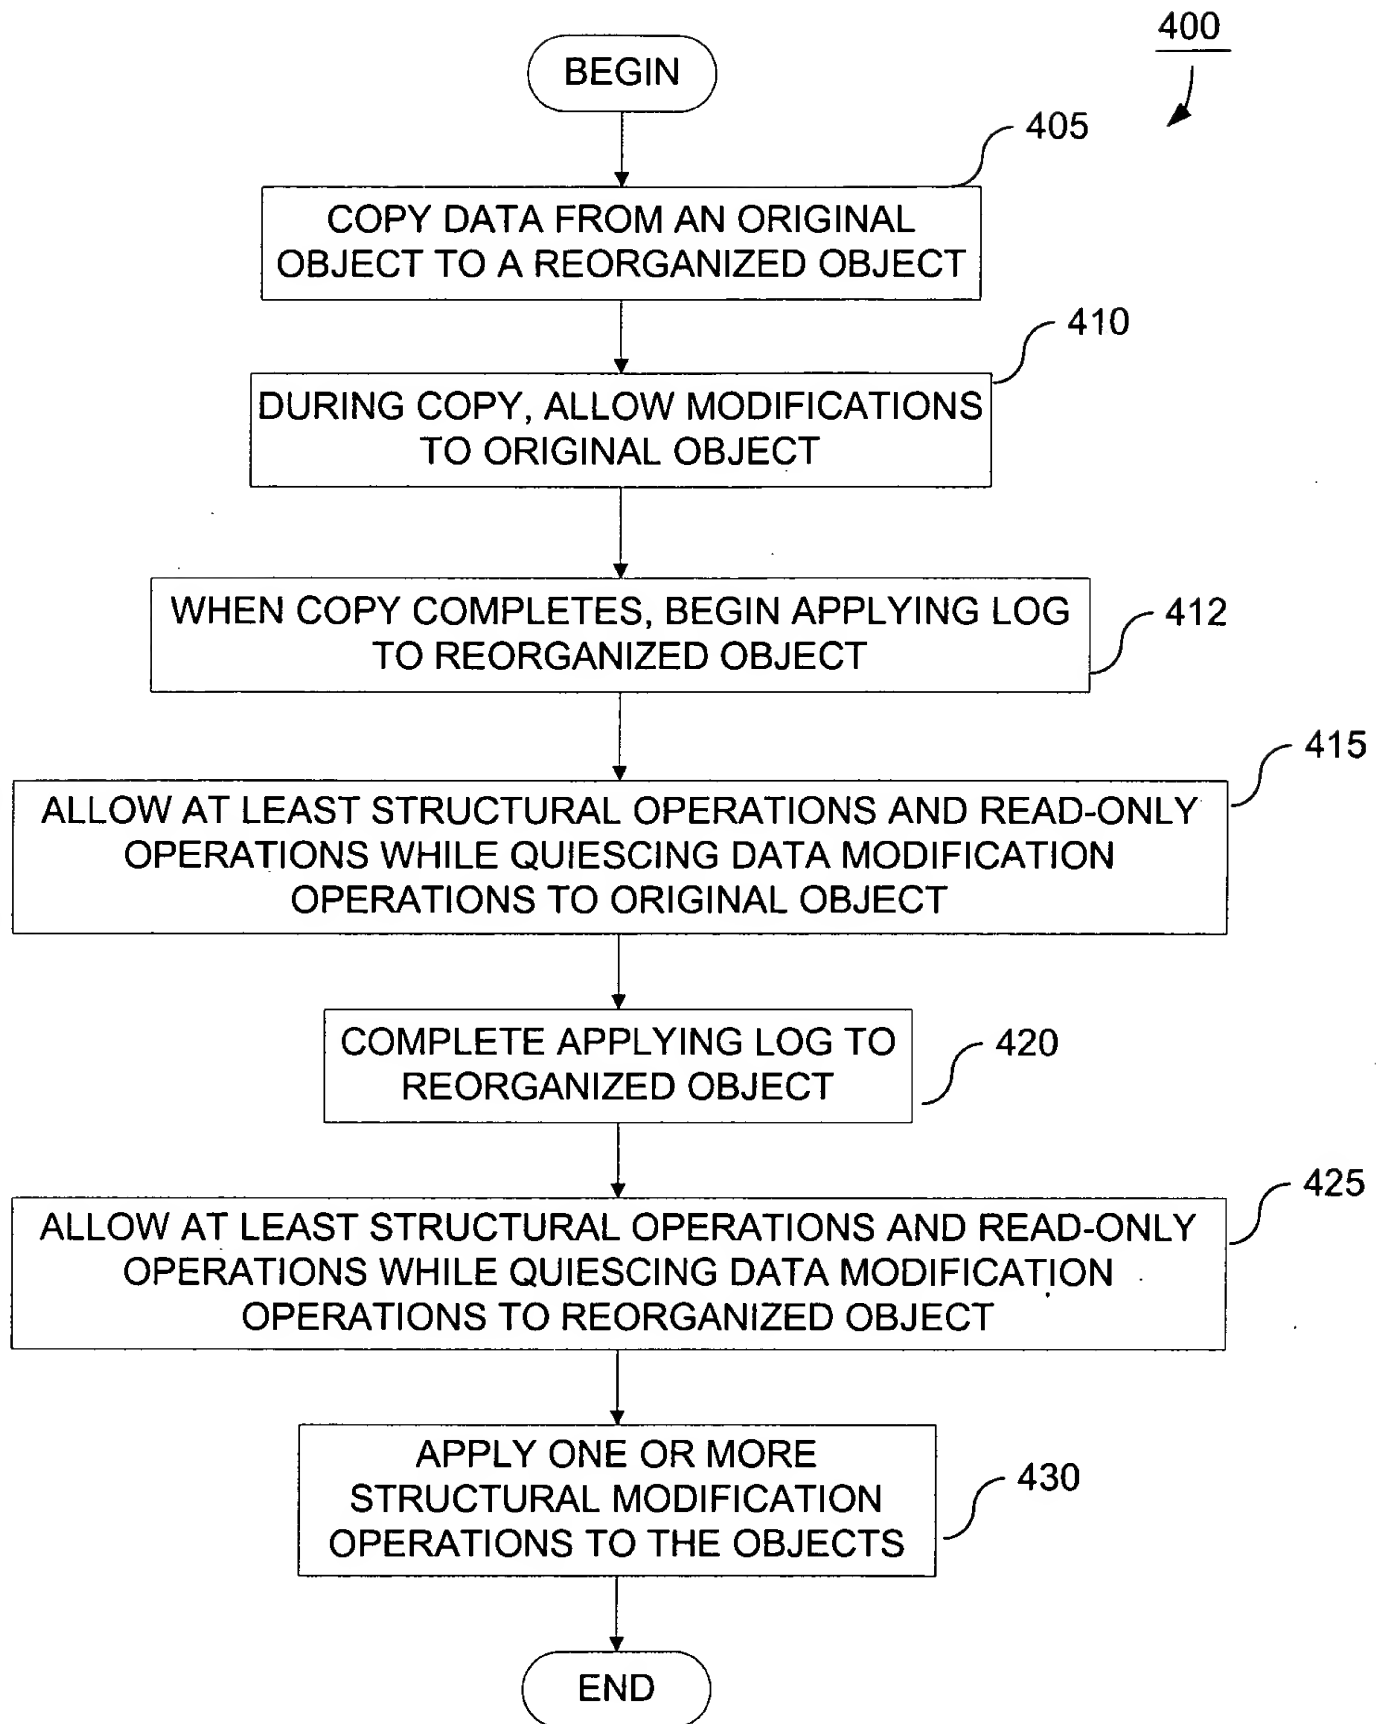 400
BEGIN
405
COPY DATA FROM AN ORIGINAL
OBJECT TO A REORGANIZED OBJECT
410
DURING COPY, ALLOW MODIFICATIONS
TO ORIGINAL OBJECT
WHEN COPY COMPLETES, BEGIN APPLYING LOG
TO REORGANIZED OBJECT
412
415
ALLOW AT LEAST STRUCTURAL OPERATIONS AND READ-ONLY
OPERATIONS WHILE QUIESCING DATA MODIFICATION
OPERATIONS TO ORIGINAL OBJECT
COMPLETE APPLYING LOG TO
REORGANIZED OBJECT
420
425
ALLOW AT LEAST STRUCTURAL OPERATIONS AND READ-ONLY
OPERATIONS WHILE QUIESCING DATA MODIFICATION
OPERATIONS TO REORGANIZED OBJECT
APPLY ONE OR MORE
STRUCTURAL MODIFICATION
OPERATIONS TO THE OBJECTS
430
END